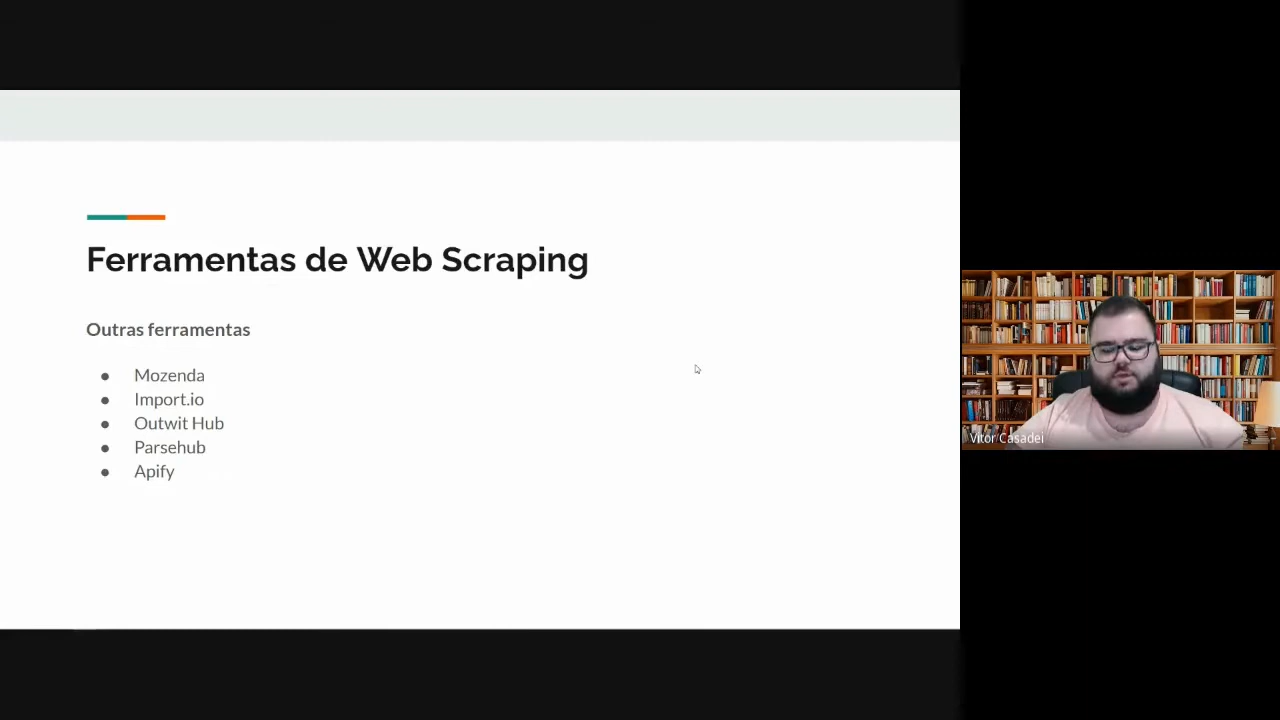 Ferramentas de Web Scraping
Outras ferramentas
● Mozenda
● Import.io
● Outwit Hub
● Parsehub
● Apify
Vitor Casadei